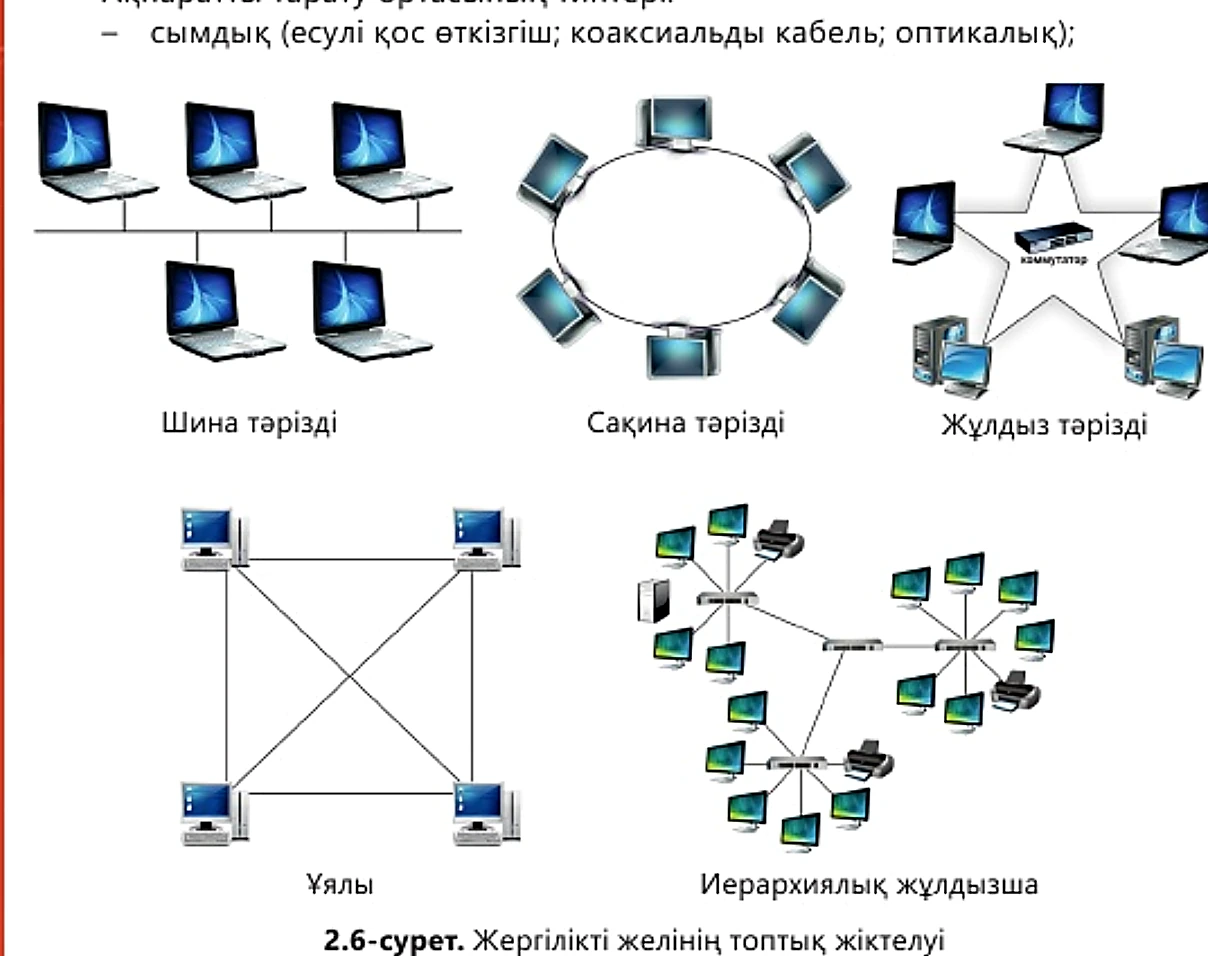 – сымдық (есулі қос өткізгіш; коаксиальды кабель; оптикалық);
коммутатор
Шина тәрізді
Сақина тәрізді
Жұлдыз тәрізді
Ұялы
Иерархиялық жұлдызша
2.6-сурет. Жергілікті желінің топтық жіктелуі